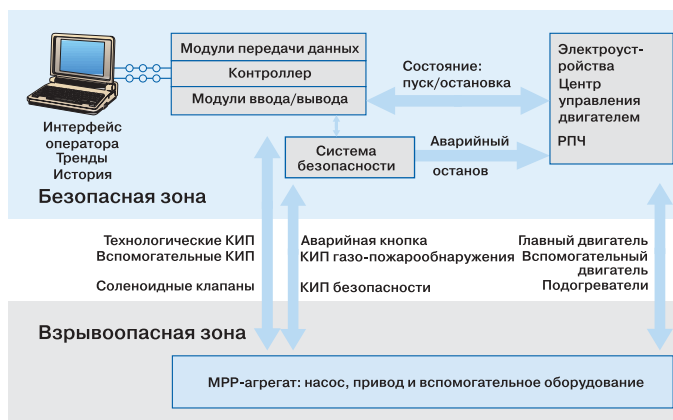 Модули передачи данных
Контроллер
Модули ввода/вывода
Интерфейс
оператора
Тренды
История
Состояние:
пуск/остановка
Электроуст-
ройства
Центр
управления
двигателем
РПЧ
Система
безопасности
Аварийный
останов
Безопасная зона
Технологические КИП
Вспомогательные КИП
Соленоидные клапаны
Аварийная кнопка
КИП газо-пожарообнаружения
КИП безопасности
Главный двигатель
Вспомогательный
двигатель
Подогреватели
Взрывоопасная зона
МРР-агрегат: насос, привод и вспомогательное оборудование